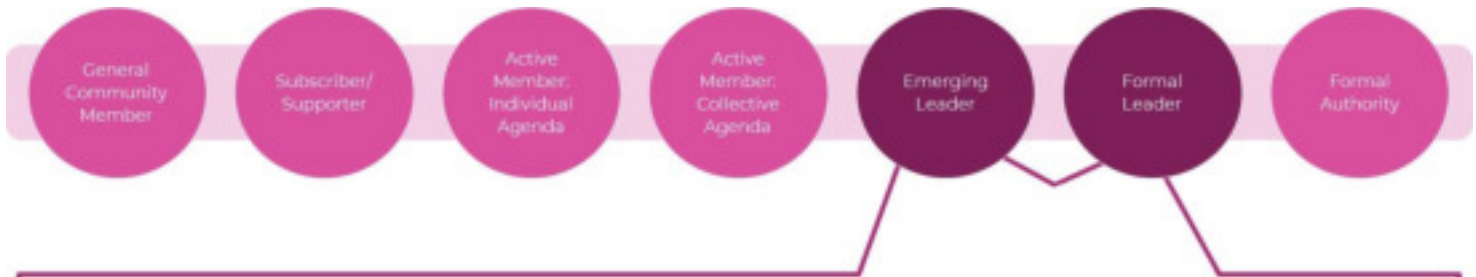 General
Community
Member
Subscriber/
Supporter
Active
Member:
Individual
Agenda
Active
Member:
Collective
Agenda
Emerging
Leader
Formal
Leader
Formal
Authority